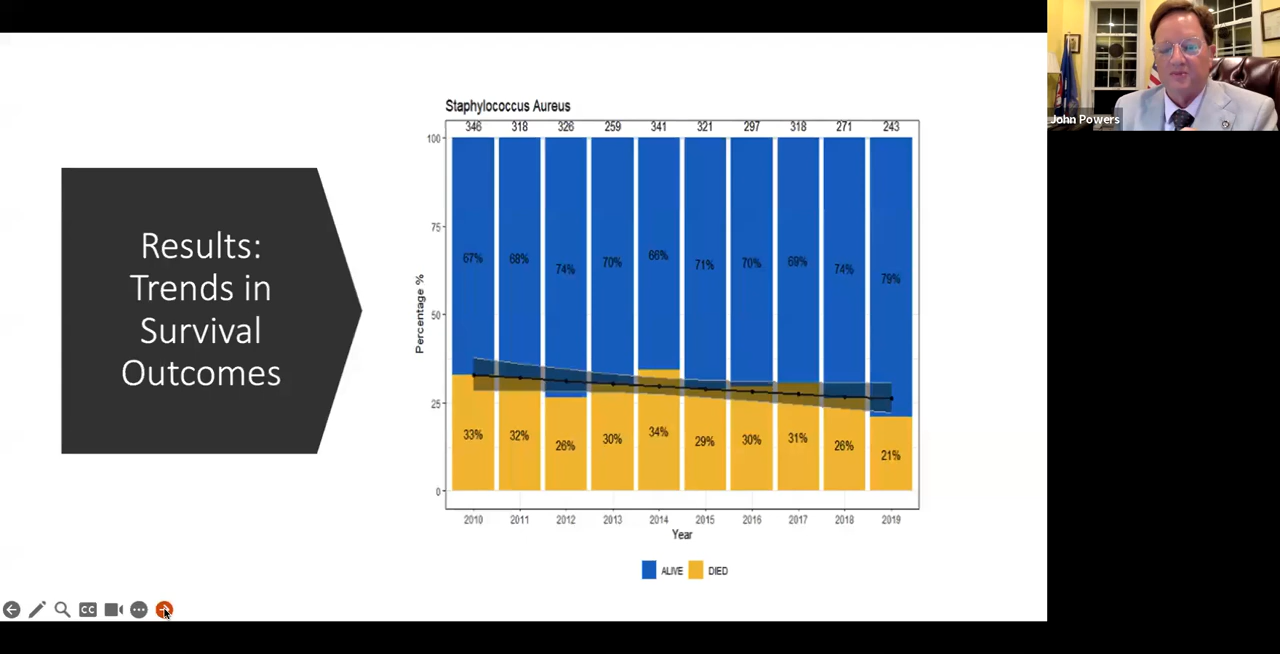 Results:
Trends in
Survival
Outcomes
Staphylococcus Aureus
346 318 326 259 341 321 297 318 271 243
Percentage %
100
75
50
25
0
67% 68% 74% 70% 66% 71% 70% 69% 74% 79%
33% 32% 26% 30% 34% 29% 30% 31% 26% 21%
2010 2011 2012 2013 2014 2015 2016 2017 2018 2019
Year
ALIVE DIED
John Powers
CC